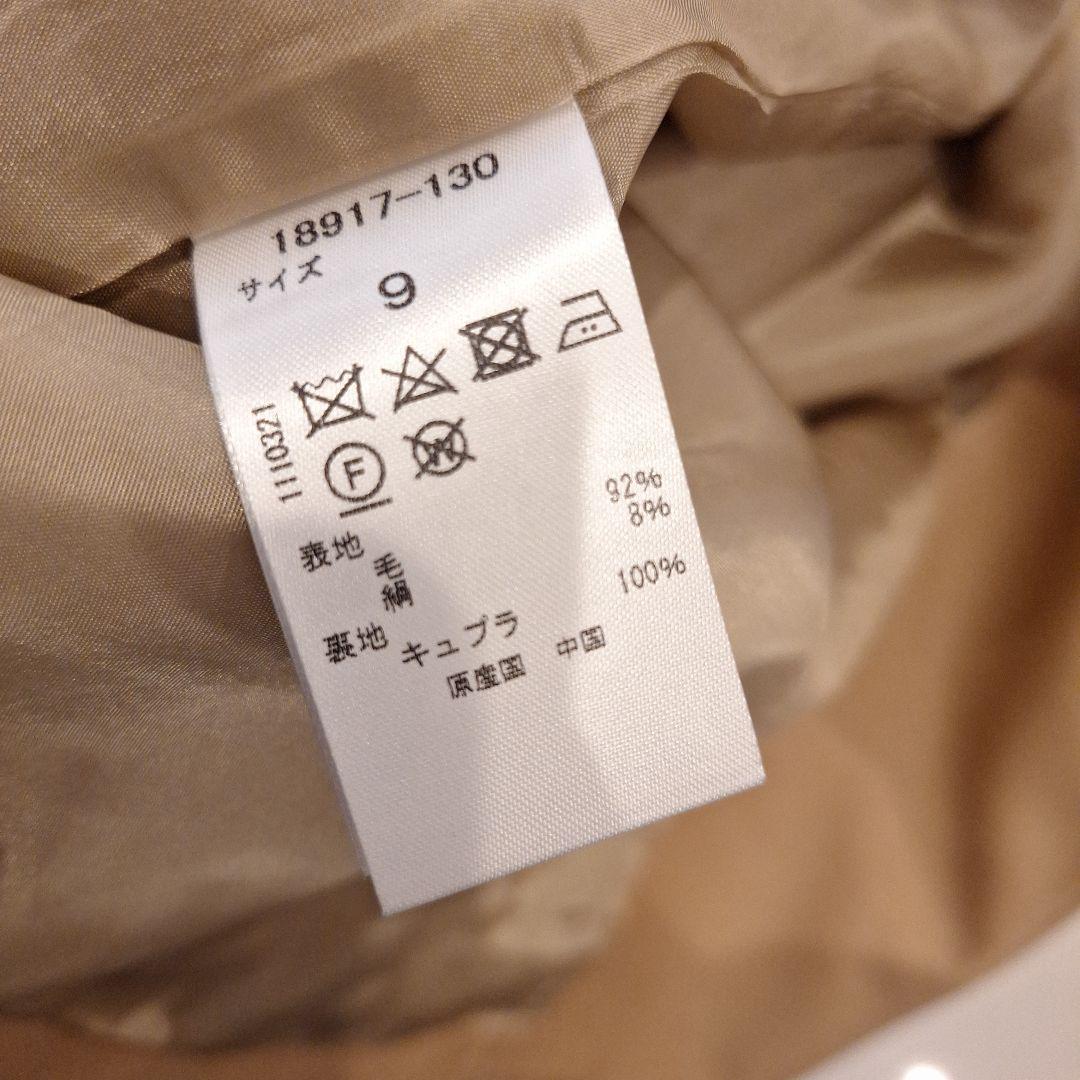 18917-130
サイズ
9
11110321
F
W
表地
毛 92%
絹 8%
裏地
キュプラ 100%
原産国 中国